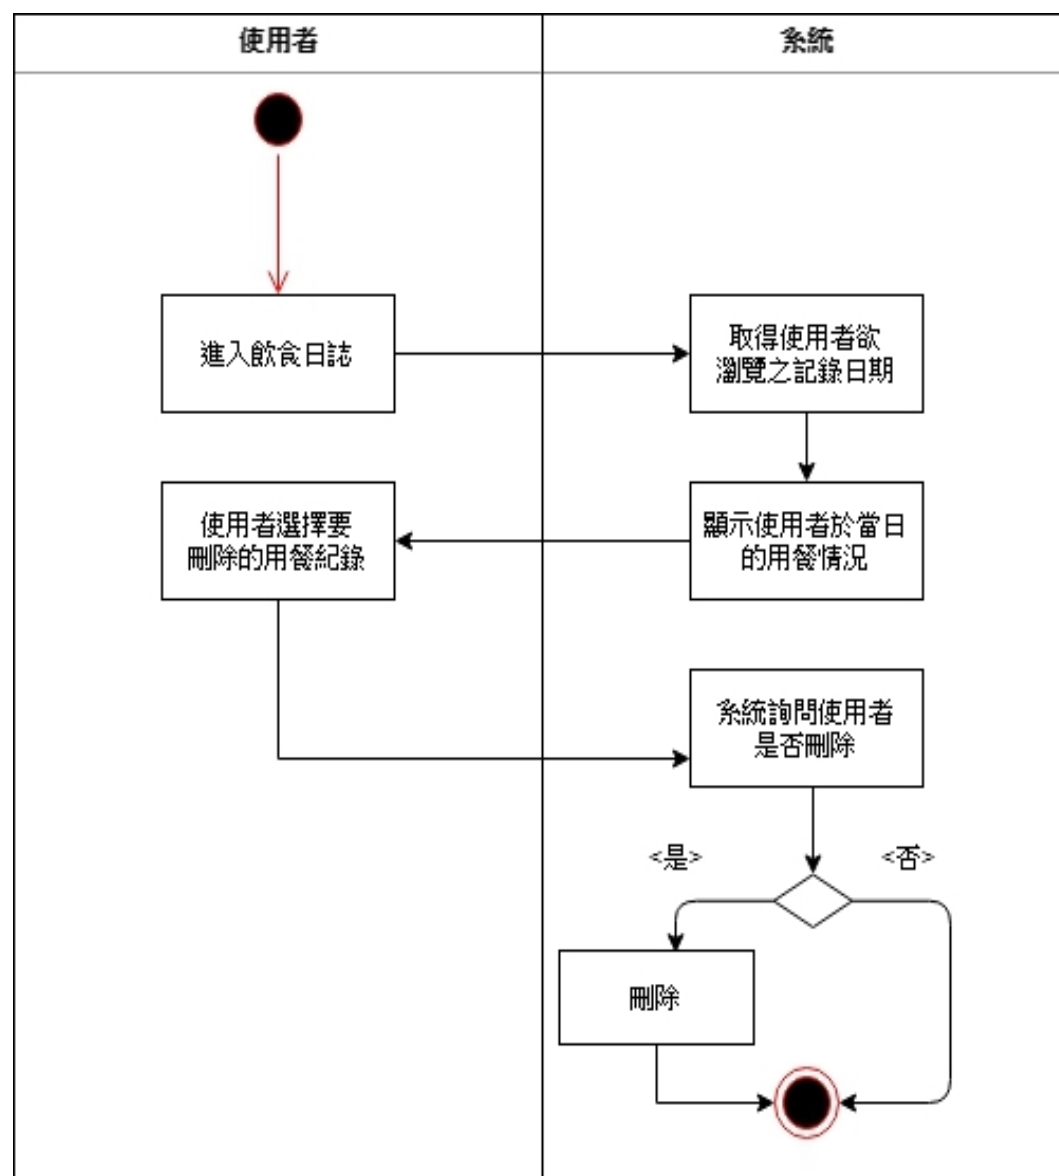 使用者
系統
進入飲食日誌
取得使用者欲
瀏覽之記錄日期
使用者選擇要
刪除的用餐紀錄
顯示使用者於當日
的用餐情況
系統詢問使用者
是否刪除
<是>
<否>
刪除